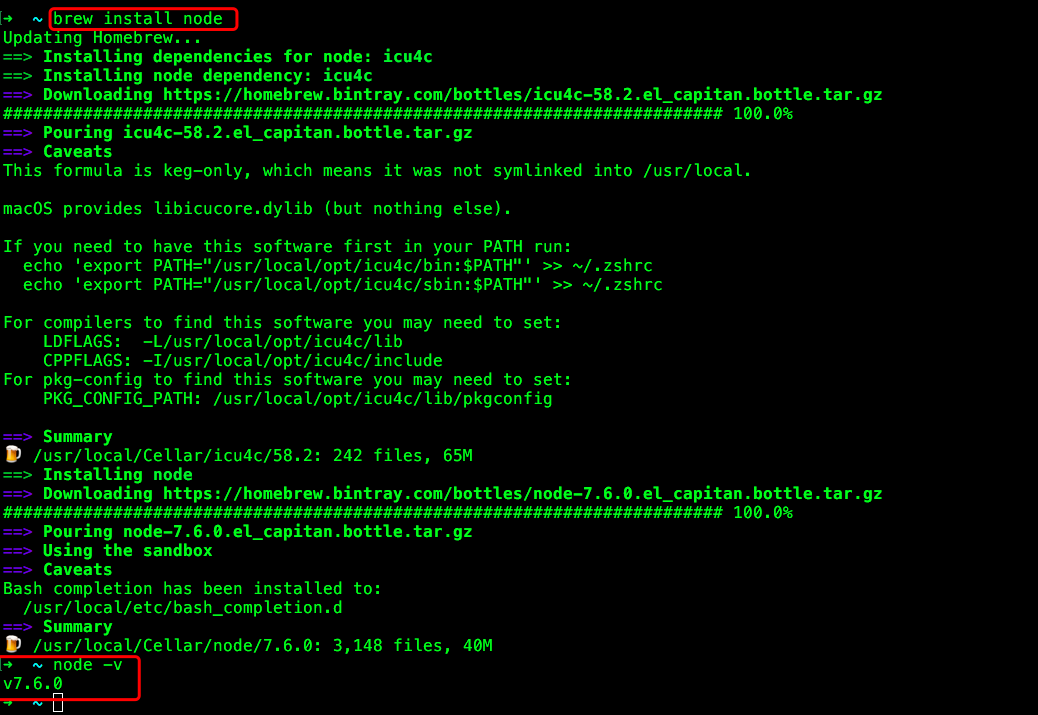 ➜ ~ brew install node
Updating Homebrew...
==> Installing dependencies for node: icu4c
==> Installing node dependency: icu4c
==> Downloading https://homebrew.bintray.com/bottles/icu4c-58.2.el_capitan.bottle.tar.gz
######################################################################## 100.0%
==> Pouring icu4c-58.2.el_capitan.bottle.tar.gz
==> Caveats
This formula is keg-only, which means it was not symlinked into /usr/local.
macOS provides libicucore.dylib (but nothing else).
If you need to have this software first in your PATH run:
  echo 'export PATH="/usr/local/opt/icu4c/bin:$PATH"' >> ~/.zshrc
  echo 'export PATH="/usr/local/opt/icu4c/sbin:$PATH"' >> ~/.zshrc
For compilers to find this software you may need to set:
    LDFLAGS:  -L/usr/local/opt/icu4c/lib
    CPPFLAGS: -I/usr/local/opt/icu4c/include
For pkg-config to find this software you may need to set:
    PKG_CONFIG_PATH: /usr/local/opt/icu4c/lib/pkgconfig
==> Summary
🍺 /usr/local/Cellar/icu4c/58.2: 242 files, 65M
==> Installing node
==> Downloading https://homebrew.bintray.com/bottles/node-7.6.0.el_capitan.bottle.tar.gz
######################################################################## 100.0%
==> Pouring node-7.6.0.el_capitan.bottle.tar.gz
==> Using the sandbox
==> Caveats
Bash completion has been installed to:
  /usr/local/etc/bash_completion.d
==> Summary
🍺 /usr/local/Cellar/node/7.6.0: 3,148 files, 40M
➜ ~ node -v
v7.6.0
➜ ~